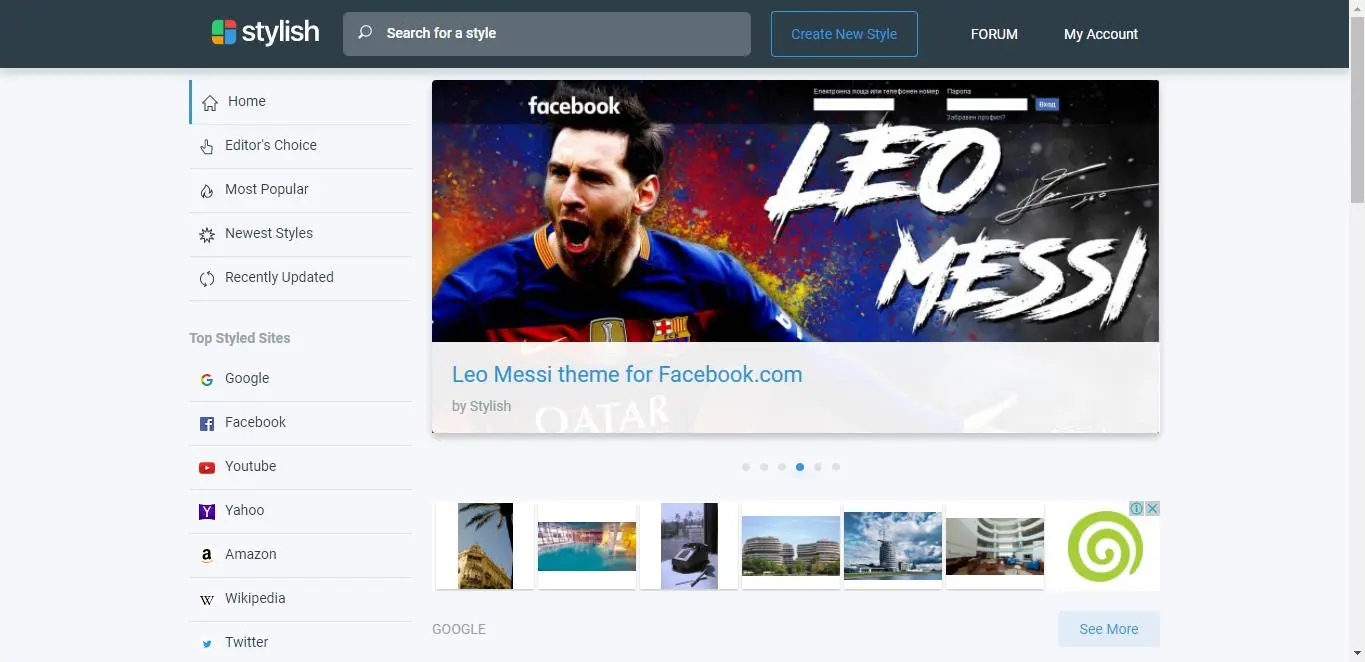 stylish
Search for a style
Create New Style
FORUM
My Account
Home
Editor's Choice
Most Popular
Newest Styles
Recently Updated
Top Styled Sites
Google
Facebook
Youtube
Yahoo
Amazon
Wikipedia
Twitter
facebook
Електронна поща или телефонен номер
Парола
Вход
Забравен профил?
LEO
MESSI
Leo Messi theme for Facebook.com
by Stylish
QATAR
GOOGLE
See More